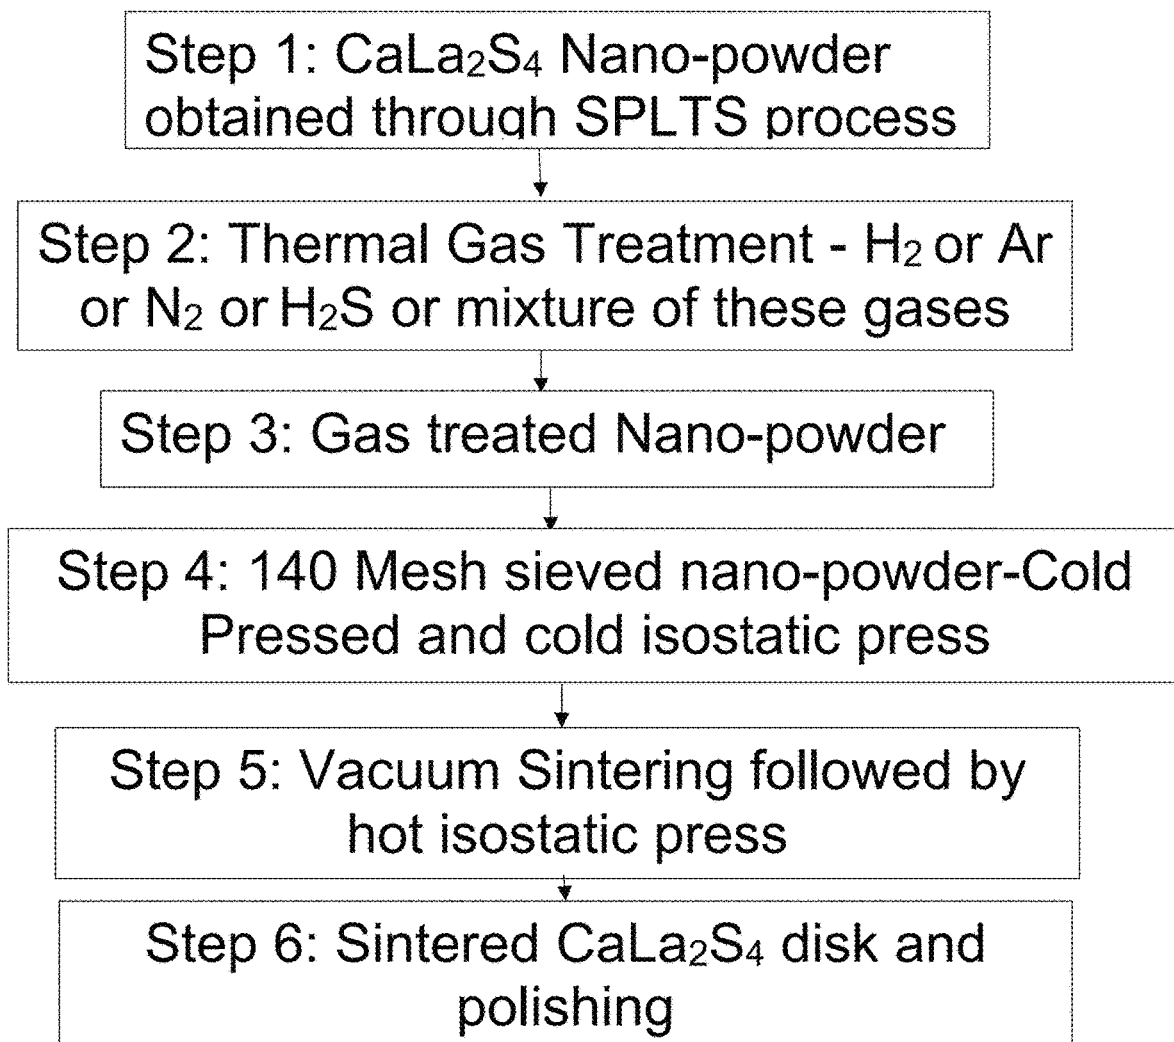 Step 1: CaLa₂S₄ Nano-powder
obtained through SPLTS process
Step 2: Thermal Gas Treatment - H₂ or Ar
or N₂ or H₂S or mixture of these gases
Step 3: Gas treated Nano-powder
Step 4: 140 Mesh sieved nano-powder-Cold
Pressed and cold isostatic press
Step 5: Vacuum Sintering followed by
hot isostatic press
Step 6: Sintered CaLa₂S₄ disk and
polishing